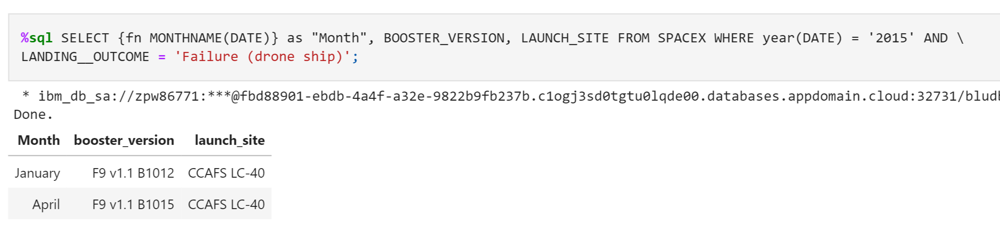 %sql SELECT {fn MONTHNAME(DATE)} as "Month", BOOSTER_VERSION, LAUNCH_SITE FROM SPACEX WHERE year(DATE) = '2015' AND \
LANDING__OUTCOME = 'Failure (drone ship)';
* ibm_db_sa://zpw86771:***@fbd88901-ebdb-4a4f-a32e-9822b9fb237b.c1ogj3sd0tgtu0lqde00.databases.appdomain.cloud:32731/bludb
Done.
Month booster_version launch_site
January F9 v1.1 B1012 CCAFS LC-40
April F9 v1.1 B1015 CCAFS LC-40